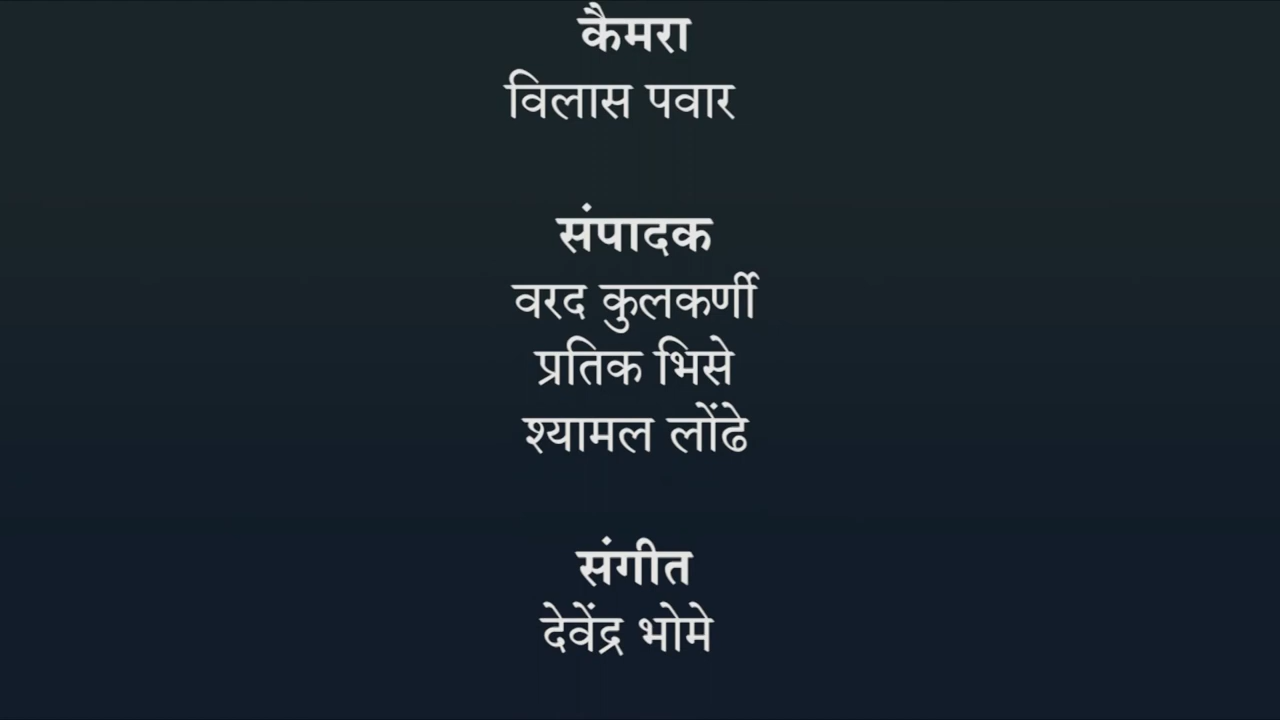 कैमरा
विलास पवार
संपादक
वरद कुलकर्णी
प्रतिक भिसे
श्यामल लोंढे
संगीत
देवेंद्र भोमे